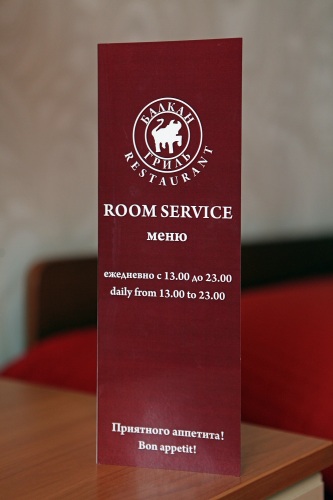 БАЛКАН
ГРИЛЬ
RESTAURANT
ROOM SERVICE
меню
ежедневно с 13.00 до 23.00
daily from 13.00 to 23.00
Приятного аппетита!
Bon appetit!